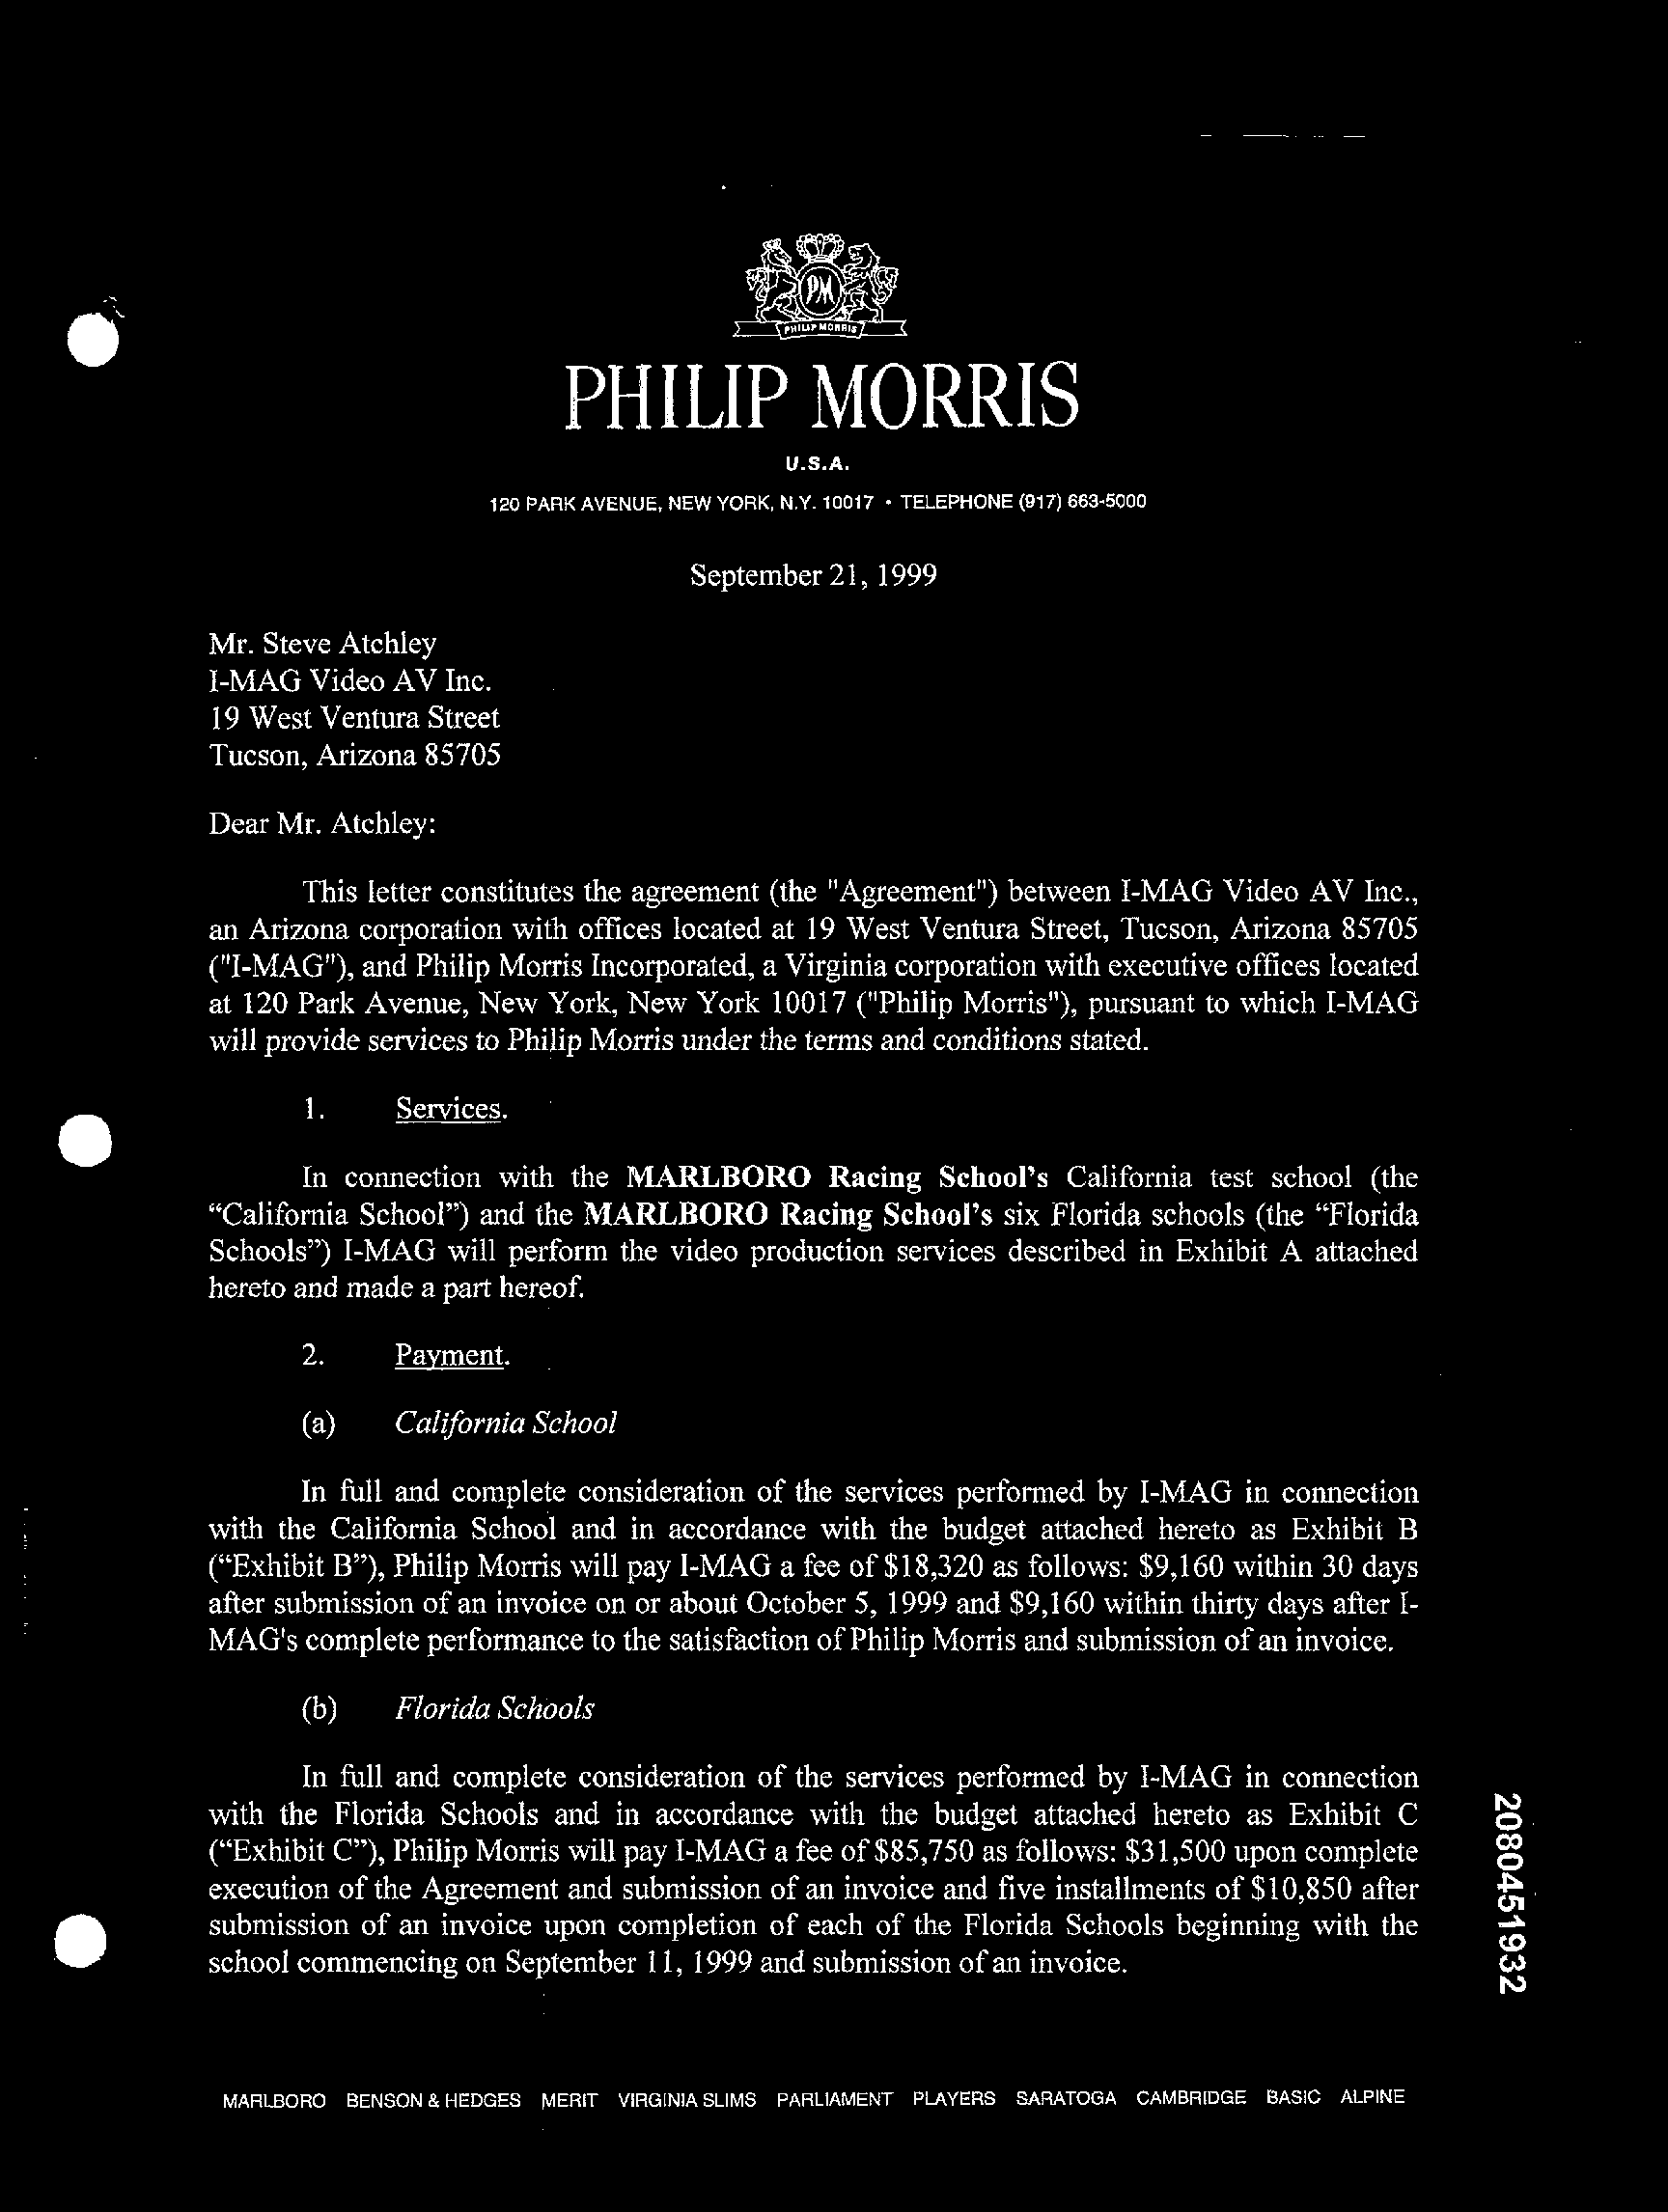 PM
PHILIP MORRIS
PHILIP MORRIS
U.S.A.
120 PARK AVENUE, NEW YORK, N.Y. 10017 • TELEPHONE (917) 663-5000
September 21, 1999
Mr. Steve Atchley
I-MAG Video AV Inc.
19 West Ventura Street
Tucson, Arizona 85705
Dear Mr. Atchley:
This letter constitutes the agreement (the "Agreement") between I-MAG Video AV Inc.,
an Arizona corporation with offices located at 19 West Ventura Street, Tucson, Arizona 85705
("I-MAG"), and Philip Morris Incorporated, a Virginia corporation with executive offices located
at 120 Park Avenue, New York, New York 10017 ("Philip Morris"), pursuant to which I-MAG
will provide services to Philip Morris under the terms and conditions stated.
1. Services.
In connection with the MARLBORO Racing School's California test school (the
“California School”) and the MARLBORO Racing School's six Florida schools (the “Florida
Schools”) I-MAG will perform the video production services described in Exhibit A attached
hereto and made a part hereof.
2. Payment.
(a) California School
In full and complete consideration of the services performed by I-MAG in connection
with the California School and in accordance with the budget attached hereto as Exhibit B
(“Exhibit B”), Philip Morris will pay I-MAG a fee of $18,320 as follows: $9,160 within 30 days
after submission of an invoice on or about October 5, 1999 and $9,160 within thirty days after I-
MAG's complete performance to the satisfaction of Philip Morris and submission of an invoice.
(b) Florida Schools
In full and complete consideration of the services performed by I-MAG in connection
with the Florida Schools and in accordance with the budget attached hereto as Exhibit C
(“Exhibit C”), Philip Morris will pay I-MAG a fee of $85,750 as follows: $31,500 upon complete
execution of the Agreement and submission of an invoice and five installments of $10,850 after
submission of an invoice upon completion of each of the Florida Schools beginning with the
school commencing on September 11, 1999 and submission of an invoice.
2080451932
MARLBORO BENSON & HEDGES MERIT VIRGINIA SLIMS PARLIAMENT PLAYERS SARATOGA CAMBRIDGE BASIC ALPINE